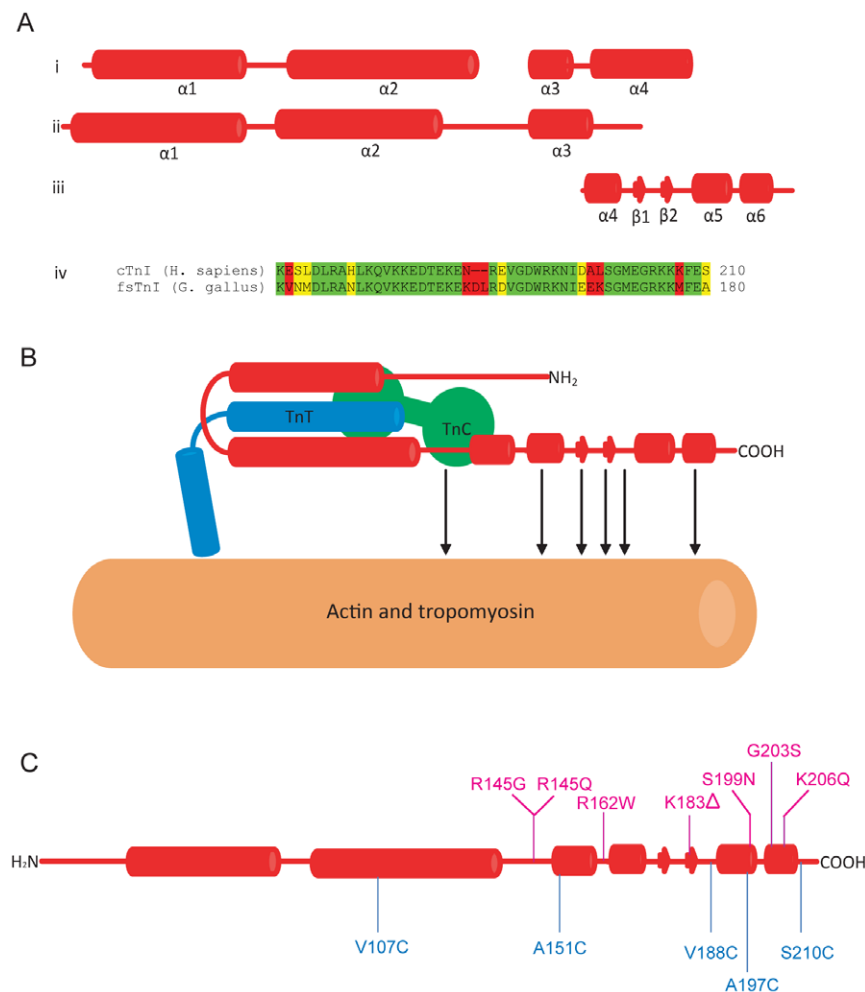 A
i
α1 α2 α3 α4
ii
α1 α2 α3
iii
α4 β1 β2 α5 α6
iv
cTnI (H. sapiens) KESLDLRAHLKQVKKEDTEKEN--REVGDWRKNIDALSGMEGRKKKFES 210
fsTnI (G. gallus) KVNMDLRANLKQVKKEDTEKEKDLRDVGDWRKNIEEKSGMEGRKKMFEA 180
B
NH₂
TnT
TnC
COOH
Actin and tropomyosin
C
G203S
R145G R145Q S199N K206Q
R162W K183Δ
H₂N COOH
V107C A151C V188C S210C
A197C